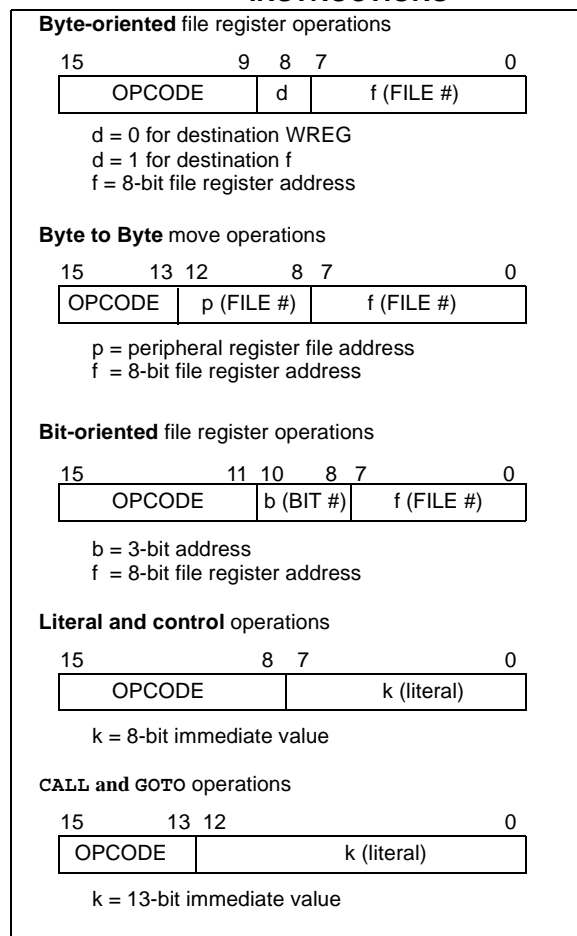 INSTRUCTIONS
Byte-oriented file register operations
15 9 8 7 0
OPCODE d f (FILE #)
d = 0 for destination WREG
d = 1 for destination f
f = 8-bit file register address
Byte to Byte move operations
15 13 12 8 7 0
OPCODE p (FILE #) f (FILE #)
p = peripheral register file address
f = 8-bit file register address
Bit-oriented file register operations
15 11 10 8 7 0
OPCODE b (BIT #) f (FILE #)
b = 3-bit address
f = 8-bit file register address
Literal and control operations
15 8 7 0
OPCODE k (literal)
k = 8-bit immediate value
CALL and GOTO operations
15 13 12 0
OPCODE k (literal)
k = 13-bit immediate value